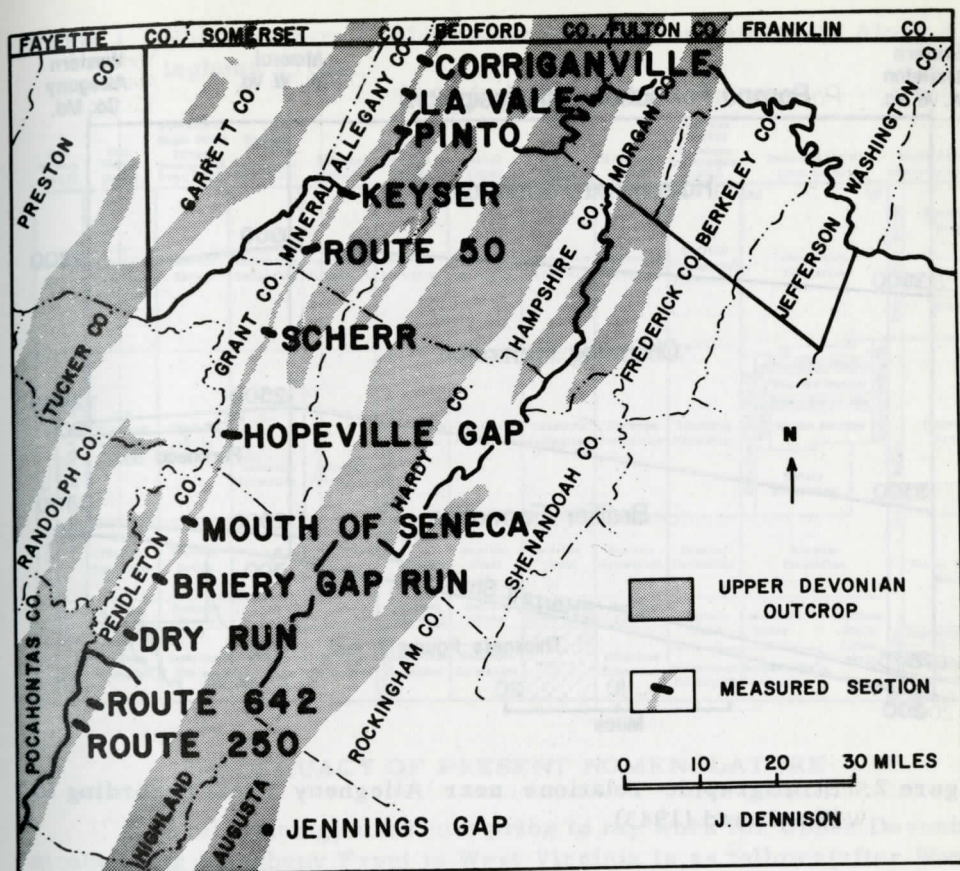 FAYETTE CO. SOMERSET CO. BEDFORD CO. FULTON CO. FRANKLIN CO.
PRESTON CO.
GARRETT CO.
ALLEGANY CO.
CORRIGANVILLE
LA VALE
PINTO
MORGAN CO.
BERKELEY CO.
WASHINGTON CO.
MINERAL
KEYSER
ROUTE 50
HAMPSHIRE CO.
JEFFERSON
GRANT CO.
SCHERR
FREDERICK CO.
TUCKER CO.
HOPEVILLE GAP
HARDY CO.
N
RANDOLPH CO.
MOUTH OF SENECA
SHENANDOAH CO.
PENDLETON CO.
BRIERY GAP RUN
UPPER DEVONIAN
OUTCROP
DRY RUN
POCAHONTAS CO.
ROUTE 642
MEASURED SECTION
ROUTE 250
ROCKINGHAM CO.
0 10 20 30 MILES
HIGHLAND
AUGUSTA
JENNINGS GAP
J. DENNISON